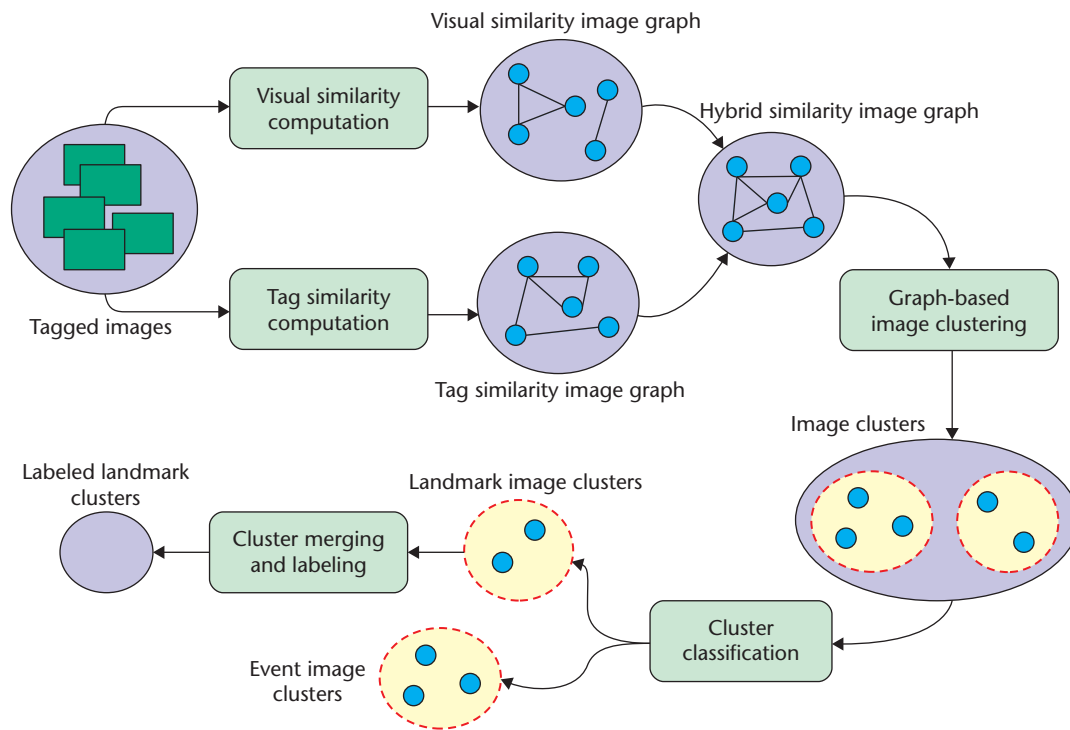 Visual similarity image graph
Visual similarity
computation
Hybrid similarity image graph
Tagged images
Tag similarity
computation
Tag similarity image graph
Graph-based
image clustering
Image clusters
Labeled landmark
clusters
Landmark image clusters
Cluster merging
and labeling
Cluster
classification
Event image
clusters